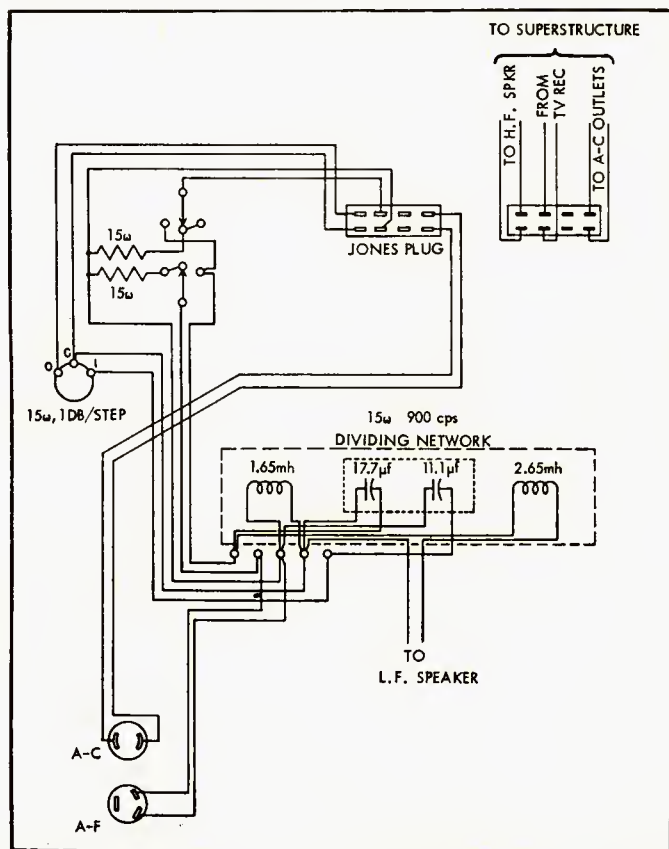 TO SUPERSTRUCTURE
TO H.F. SPKR
FROM
TV REC
TO A-C OUTLETS
JONES PLUG
15ω
15ω
O
C
I
15ω, 1DB/STEP
15ω 900 cps
DIVIDING NETWORK
1.65mh
17.7μf
11.1μf
2.65mh
TO
L.F. SPEAKER
A-C
A-F